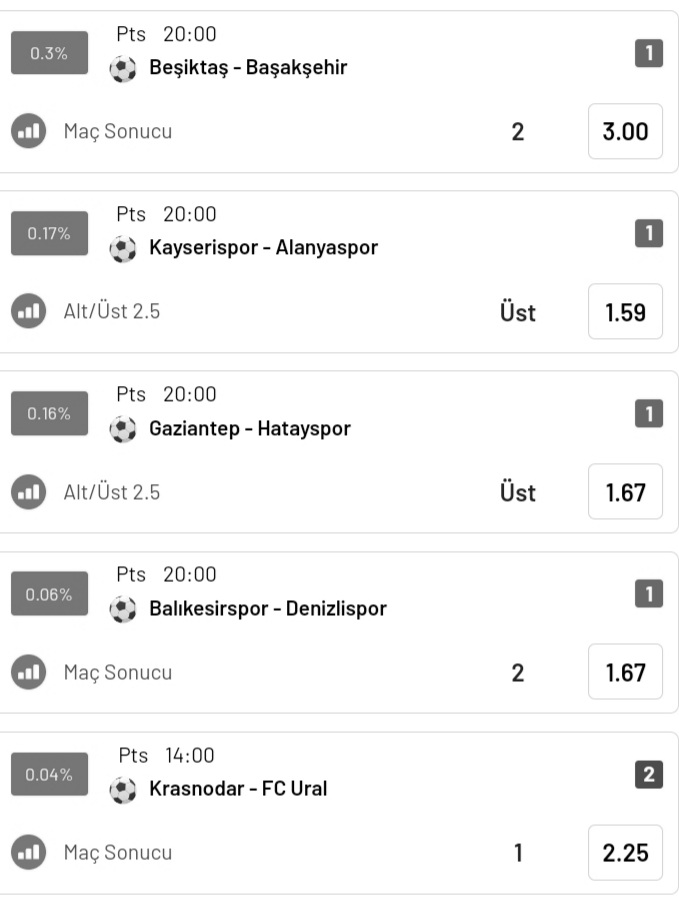 Pts 20:00
0.3%
Beşiktaş - Başakşehir
1
Maç Sonucu 2 3.00
Pts 20:00
0.17%
Kayserispor - Alanyaspor
1
Alt/Üst 2.5 Üst 1.59
Pts 20:00
0.16%
Gaziantep - Hatayspor
1
Alt/Üst 2.5 Üst 1.67
Pts 20:00
0.06%
Balıkesirspor - Denizlispor
1
Maç Sonucu 2 1.67
Pts 14:00
0.04%
Krasnodar - FC Ural
2
Maç Sonucu 1 2.25